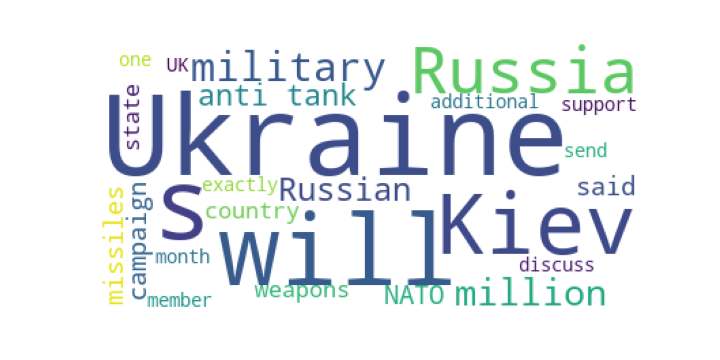 one
UK
military
Russia
state
anti tank
additional
support
Ukraine
send
missiles
campaign
s
exactly
Russian
said
country
will
Kiev
month
discuss
member
weapons
NATO
million